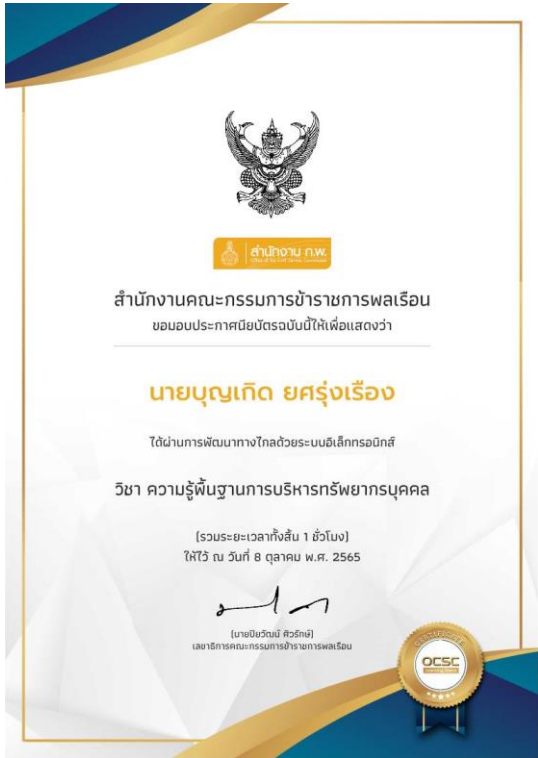 สำนักงาน ก.พ.
สำนักงานคณะกรรมการข้าราชการพลเรือน
ขอมอบประกาศนียบัตรฉบับนี้ให้เพื่อแสดงว่า
นายบุญเกิด ยศรุ่งเรือง
ได้ผ่านการพัฒนาทางไกลด้วยระบบอิเล็กทรอนิกส์
วิชา ความรู้พื้นฐานการบริหารทรัพยากรบุคคล
(รวมระยะเวลาทั้งสิ้น 1 ชั่วโมง)
ให้ไว้ ณ วันที่ 8 ตุลาคม พ.ศ. 2565
(นายปิยวัฒน์ ศิวรักษ์)
เลขาธิการคณะกรรมการข้าราชการพลเรือน
OCSC